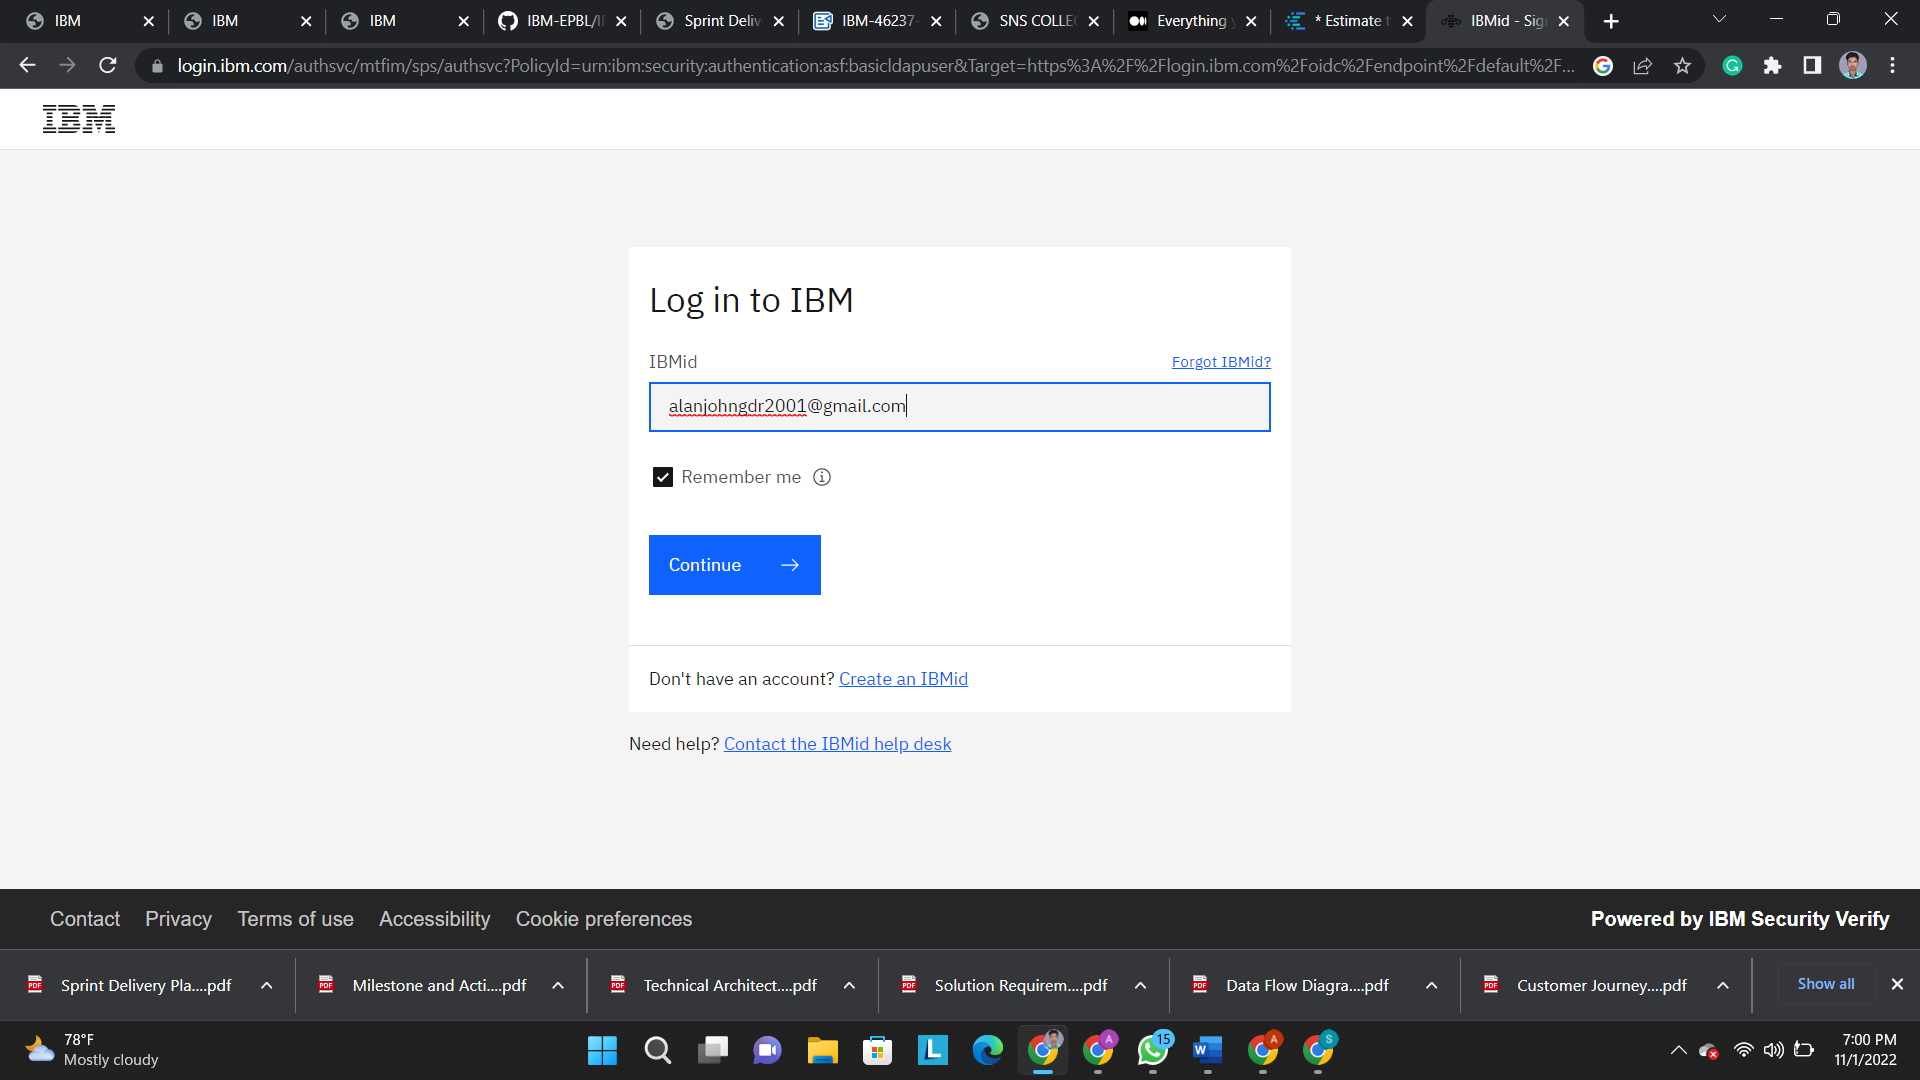 IBM
IBM
IBM
IBM-EPBL/I
Sprint Deliv
IBM-46237-
SNS COLLE
Everything
* Estimate t
IBMid - Sig
login.ibm.com/authsvc/mtfim/sps/authsvc?PolicyId=urn:ibm:security:authentication:asf:basicldapuser&Target=https%3A%2F%2Flogin.ibm.com%2Foidc%2Fendpoint%2Fdefault%2F...
IBM
Log in to IBM
IBMid
Forgot IBMid?
alanjohngdr2001@gmail.com
Remember me
Continue
Don't have an account? Create an IBMid
Need help? Contact the IBMid help desk
Contact Privacy Terms of use Accessibility Cookie preferences
Powered by IBM Security Verify
Sprint Delivery Pla....pdf
Milestone and Acti....pdf
Technical Architect....pdf
Solution Requirem....pdf
Data Flow Diagra....pdf
Customer Journey....pdf
Show all
78°F
Mostly cloudy
15
7:00 PM
11/1/2022